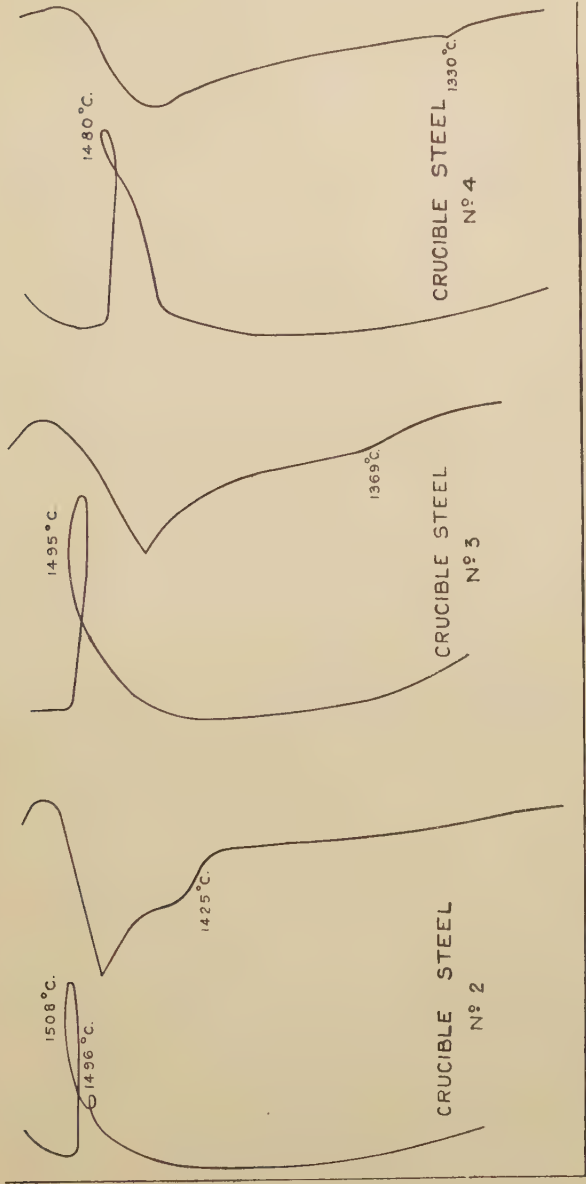 1508°C.
1496°C.
1425°C.
CRUCIBLE STEEL
Nº 2
1495°C.
1369°C.
CRUCIBLE STEEL
Nº 3
1480°C.
1330°C.
CRUCIBLE STEEL
Nº 4